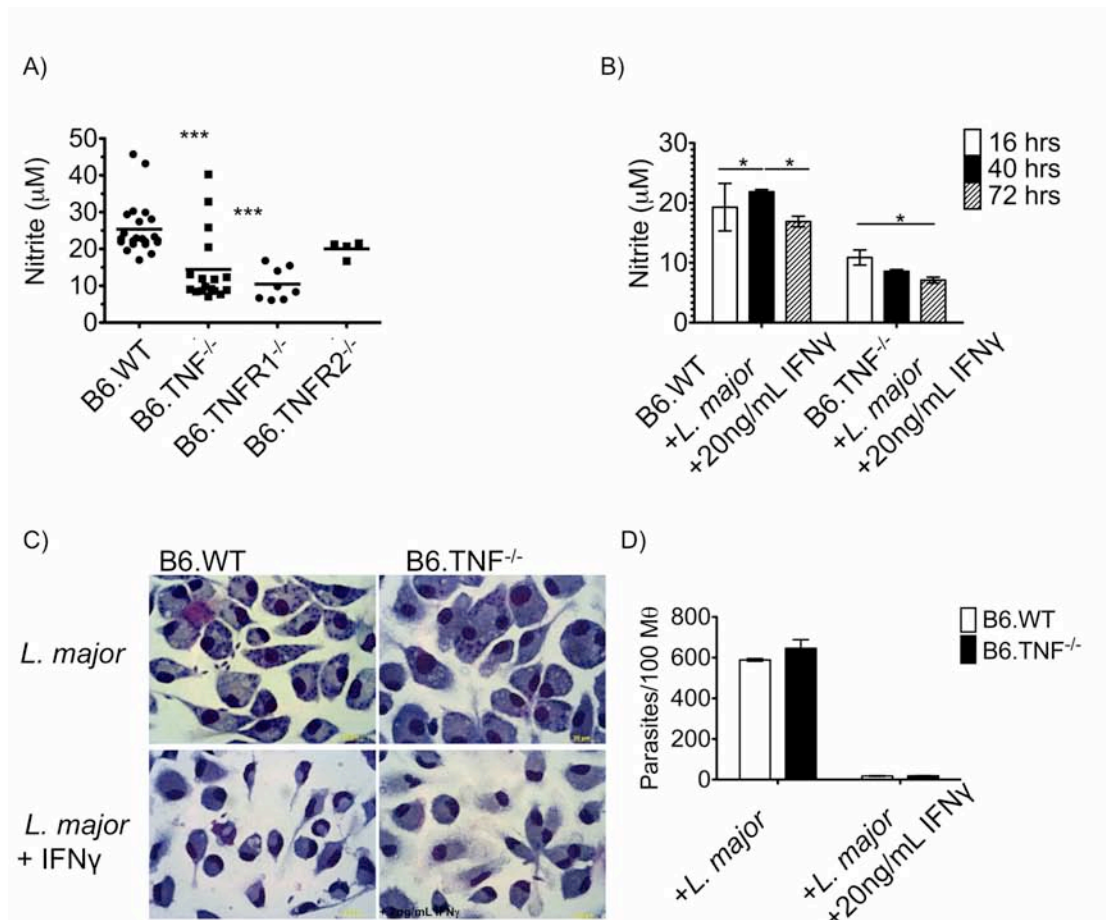 A)
Nitrite (μM)
50
40
30
20
10
0
***
***
B6.WT
B6.TNF-/-
B6.TNFR1-/-
B6.TNFR2-/-
B)
Nitrite (μM)
30
20
10
0
*
*
*
16 hrs
40 hrs
72 hrs
B6.WT
+L. major
+20ng/mL IFNγ
B6.TNF-/-
+L. major
+20ng/mL IFNγ
C)
B6.WT
B6.TNF-/-
L. major
L. major
+ IFNγ
D)
Parasites/100 Mθ
800
600
400
200
0
B6.WT
B6.TNF-/-
+L. major
+L. major
+20ng/mL IFNγ